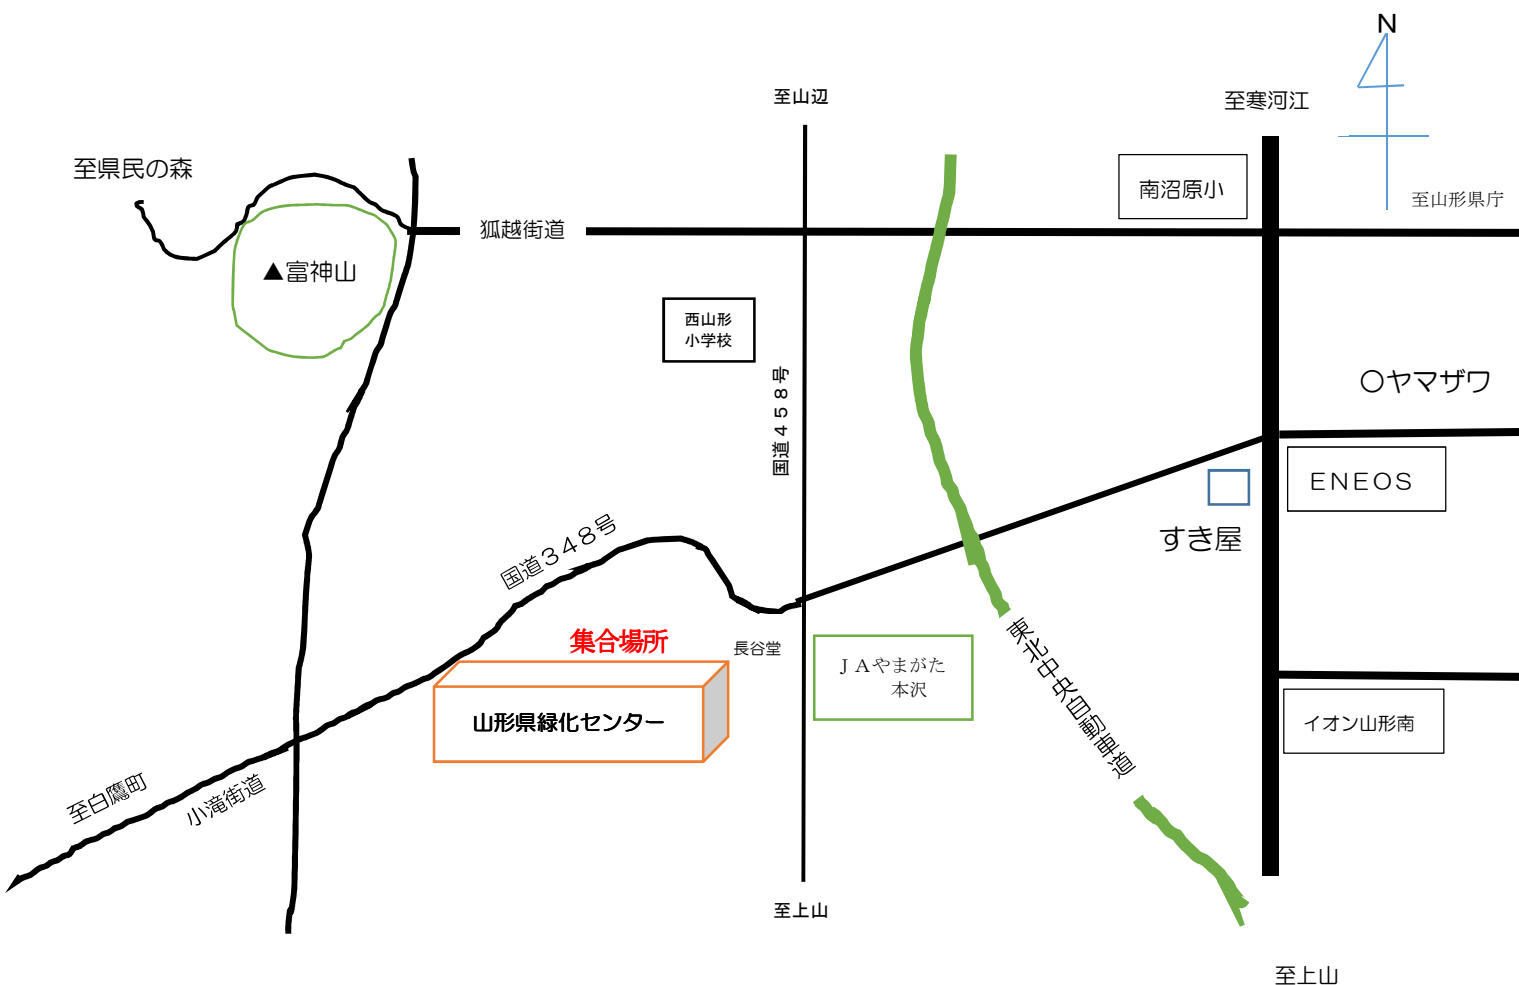 N
至山辺
至寒河江
至県民の森
南沼原小
至山形県庁
狐越街道
▲富神山
西山形
小学校
国道４５８号
〇ヤマザワ
ＥＮＥＯＳ
すき屋
国道３４８号
集合場所
長谷堂
ＪＡやまがた
本沢
東北中央自動車道
山形県緑化センター
イオン山形南
至白鷹町
小滝街道
至上山
至上山